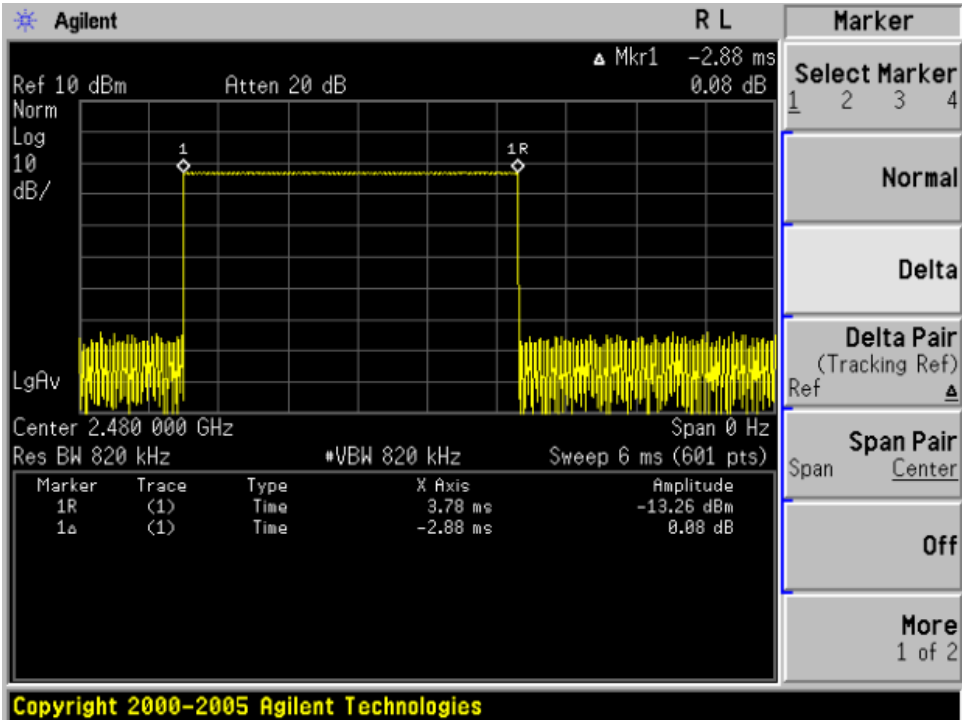 Agilent R L Marker
Δ Mkr1 -2.88 ms
Ref 10 dBm Atten 20 dB 0.08 dB
Norm
Log
10
dB/
1 1R
LgAv
Center 2.480 000 GHz Span 0 Hz
Res BW 820 kHz #VBW 820 kHz Sweep 6 ms (601 pts)
Marker Trace Type X Axis Amplitude
1R (1) Time 3.78 ms -13.26 dBm
1Δ (1) Time -2.88 ms 0.08 dB
Select Marker
1 2 3 4
Normal
Delta
Delta Pair
(Tracking Ref)
Ref Δ
Span Pair
Span Center
Off
More
1 of 2
Copyright 2000-2005 Agilent Technologies